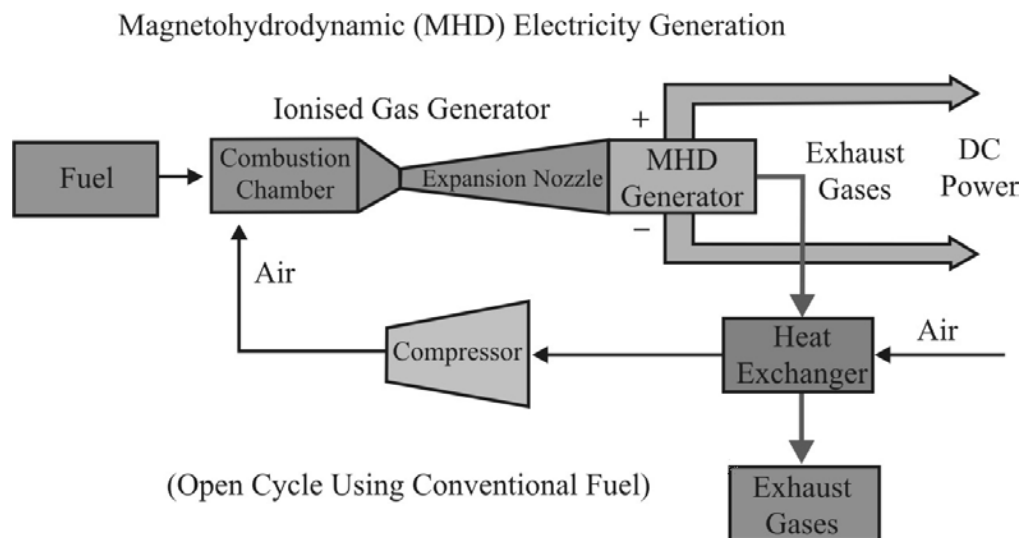 Magnetohydrodynamic (MHD) Electricity Generation
Ionised Gas Generator
Fuel
Combustion
Chamber
Expansion Nozzle
+
MHD
Generator
−
Exhaust
Gases
DC
Power
Air
Compressor
Heat
Exchanger
Air
(Open Cycle Using Conventional Fuel)
Exhaust
Gases